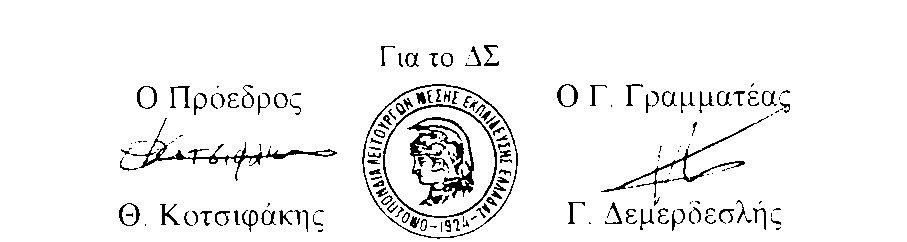 Για το ΔΣ
Ο Πρόεδρος
Ο Γ. Γραμματέας
ΟΜΟΣΠΟΝΔΙΑ ΛΕΙΤΟΥΡΓΩΝ ΜΕΣΗΣ ΕΚΠΑΙΔΕΥΣΗΣ ΕΛΛΑΔΑΣ
-1924-
Θ. Κοτσιφάκης
Γ. Δεμερδεσλής